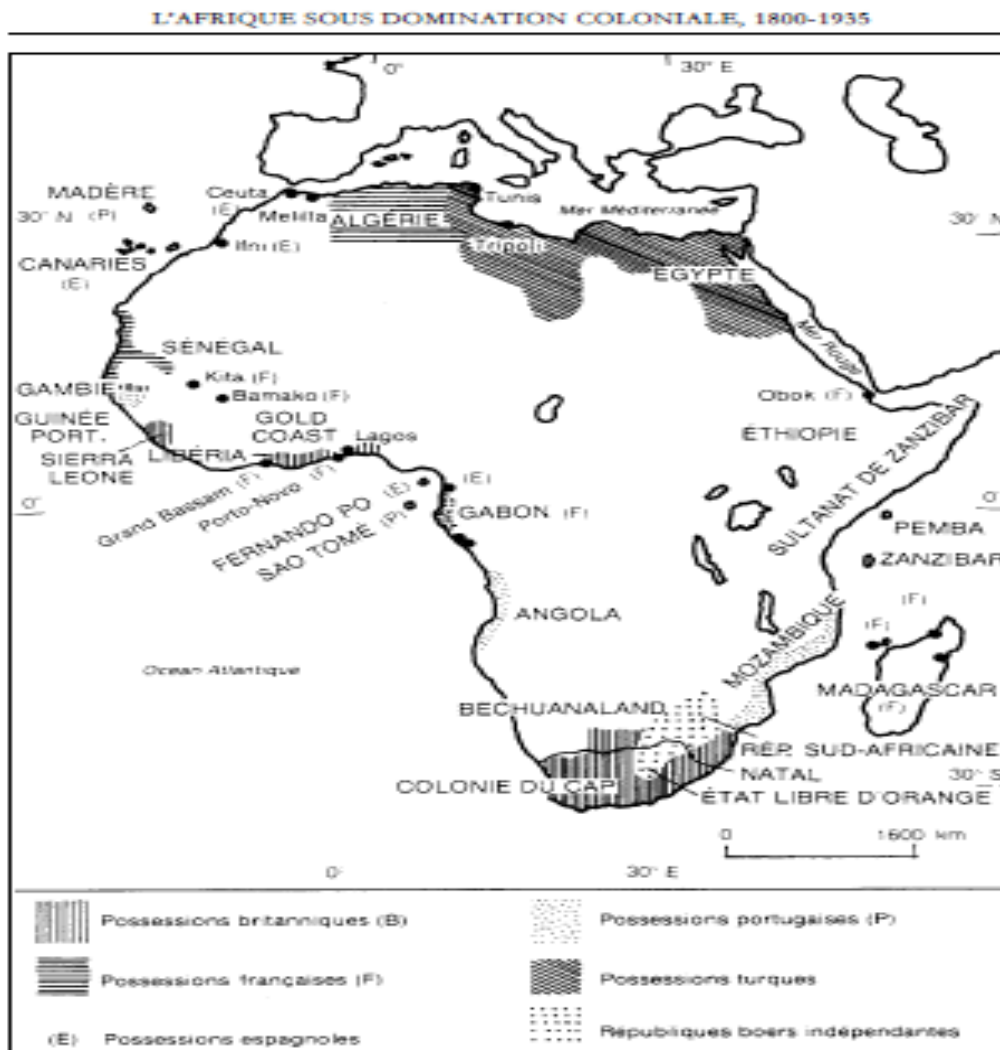 L'AFRIQUE SOUS DOMINATION COLONIALE, 1800-1935
0°
30° E
MADÈRE
30° N (P)
Ceuta
(E)
Melilla
ALGÉRIE
Tunis
Mer Méditerranée
30° N
Ifni (E)
Tripoli
CANARIES
(E)
ÉGYPTE
Mer Rouge
SÉNÉGAL
Kita (F)
GAMBIE
Bamako (F)
Obok (F)
GUINÉE
PORT.
GOLD
COAST
Lagos
ÉTHIOPIE
SIERRA
LEONE
LIBÉRIA
Grand Bassam (F)
Porto-Novo (F)
FERNANDO PO (E)
SAO TOMÉ (P)
(E)
0°
GABON (F)
SULTANAT DE ZANZIBAR
0°
PEMBA
ZANZIBAR
(F)
(F)
ANGOLA
MOZAMBIQUE
Ocean Atlantique
MADAGASCAR
(F)
BECHUANALAND
RÉP. SUD-AFRICAINE
NATAL
30° S
COLONIE DU CAP
ÉTAT LIBRE D'ORANGE
0 1600 km
0°
30° E
Possessions britanniques (B)
Possessions portugaises (P)
Possessions françaises (F)
Possessions turques
(E) Possessions espagnoles
Républiques boers indépendantes